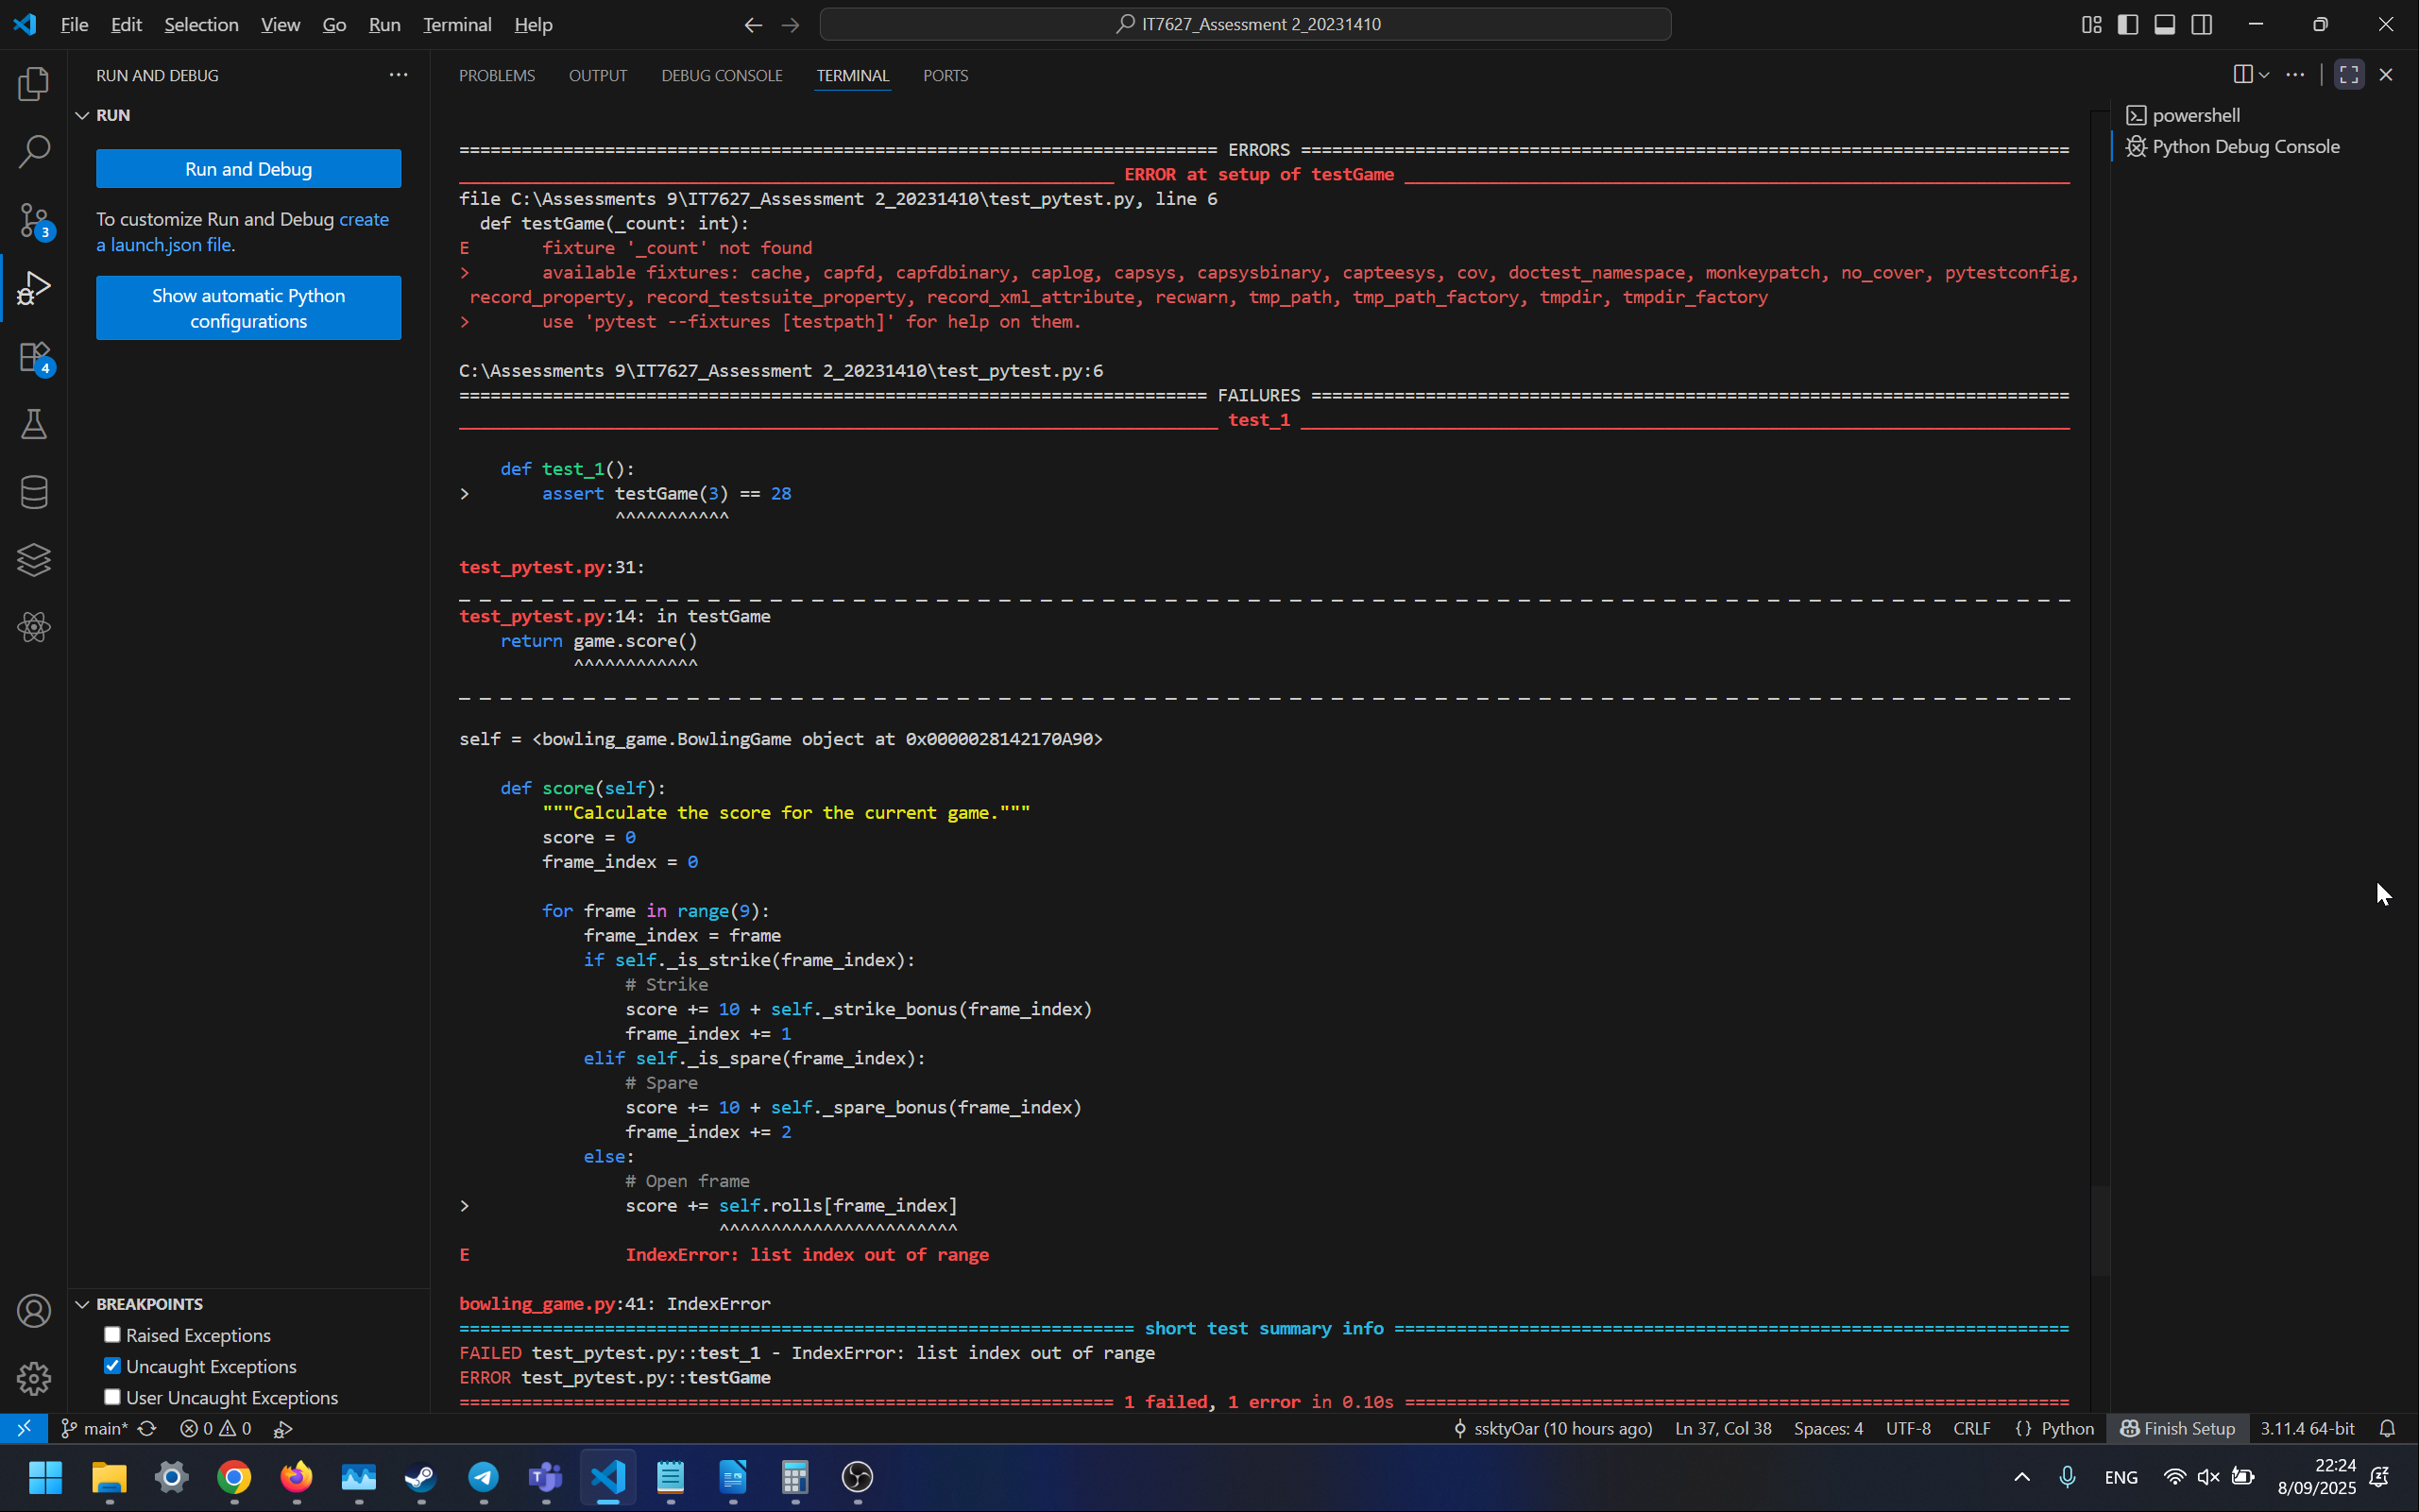 File Edit Selection View Go Run Terminal Help
IT7627_Assessment 2_20231410
RUN AND DEBUG
RUN
Run and Debug
To customize Run and Debug create
a launch.json file.
Show automatic Python
configurations
3
4
PROBLEMS OUTPUT DEBUG CONSOLE TERMINAL PORTS
powershell
Python Debug Console
ERRORS
ERROR at setup of testGame
file C:\Assessments 9\IT7627_Assessment 2_20231410\test_pytest.py, line 6
def testGame(_count: int):
E fixture '_count' not found
> available fixtures: cache, capfd, capfdbinary, caplog, capsys, capsysbinary, capteesys, cov, doctest_namespace, monkeypatch, no_cover, pytestconfig,
record_property, record_testsuite_property, record_xml_attribute, recwarn, tmp_path, tmp_path_factory, tmpdir, tmpdir_factory
> use 'pytest --fixtures [testpath]' for help on them.
C:\Assessments 9\IT7627_Assessment 2_20231410\test_pytest.py:6
FAILURES
test_1
def test_1():
> assert testGame(3) == 28
^^^^^^^^^^^
test_pytest.py:31:
test_pytest.py:14: in testGame
return game.score()
^^^^^^^^^^^^
self = <bowling_game.BowlingGame object at 0x0000028142170A90>
def score(self):
"""Calculate the score for the current game."""
score = 0
frame_index = 0
for frame in range(9):
frame_index = frame
if self._is_strike(frame_index):
# Strike
score += 10 + self._strike_bonus(frame_index)
frame_index += 1
elif self._is_spare(frame_index):
# Spare
score += 10 + self._spare_bonus(frame_index)
frame_index += 2
else:
# Open frame
> score += self.rolls[frame_index]
^^^^^^^^^^^^^^^^^^^^^^^
E IndexError: list index out of range
bowling_game.py:41: IndexError
short test summary info
FAILED test_pytest.py::test_1 - IndexError: list index out of range
ERROR test_pytest.py::testGame
1 failed, 1 error in 0.10s
BREAKPOINTS
Raised Exceptions
Uncaught Exceptions
User Uncaught Exceptions
main* 0 0 ssktyOar (10 hours ago) Ln 37, Col 38 Spaces: 4 UTF-8 CRLF {} Python Finish Setup 3.11.4 64-bit
ENG
22:24
8/09/2025